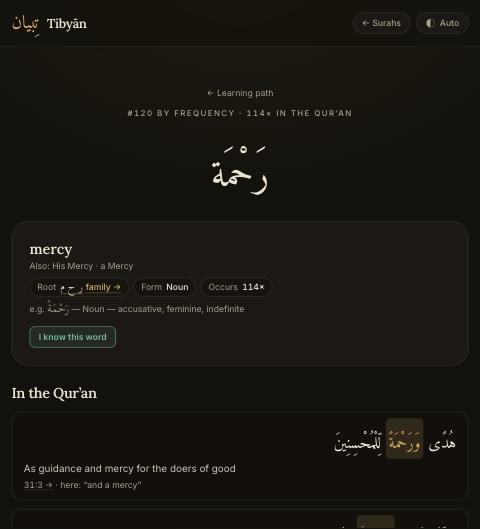 تِبيان Tibyān
← Surahs
Auto
← Learning path
#120 BY FREQUENCY · 114× IN THE QUR'AN
رَحْمَة
mercy
Also: His Mercy · a Mercy
Root ر ح م family → Form Noun Occurs 114×
e.g. رَحْمَةً — Noun — accusative, feminine, indefinite
I know this word
In the Qur’an
هُدًى وَرَحْمَةً لِّلْمُحْسِنِينَ
As guidance and mercy for the doers of good
31:3 → · here: “and a mercy”